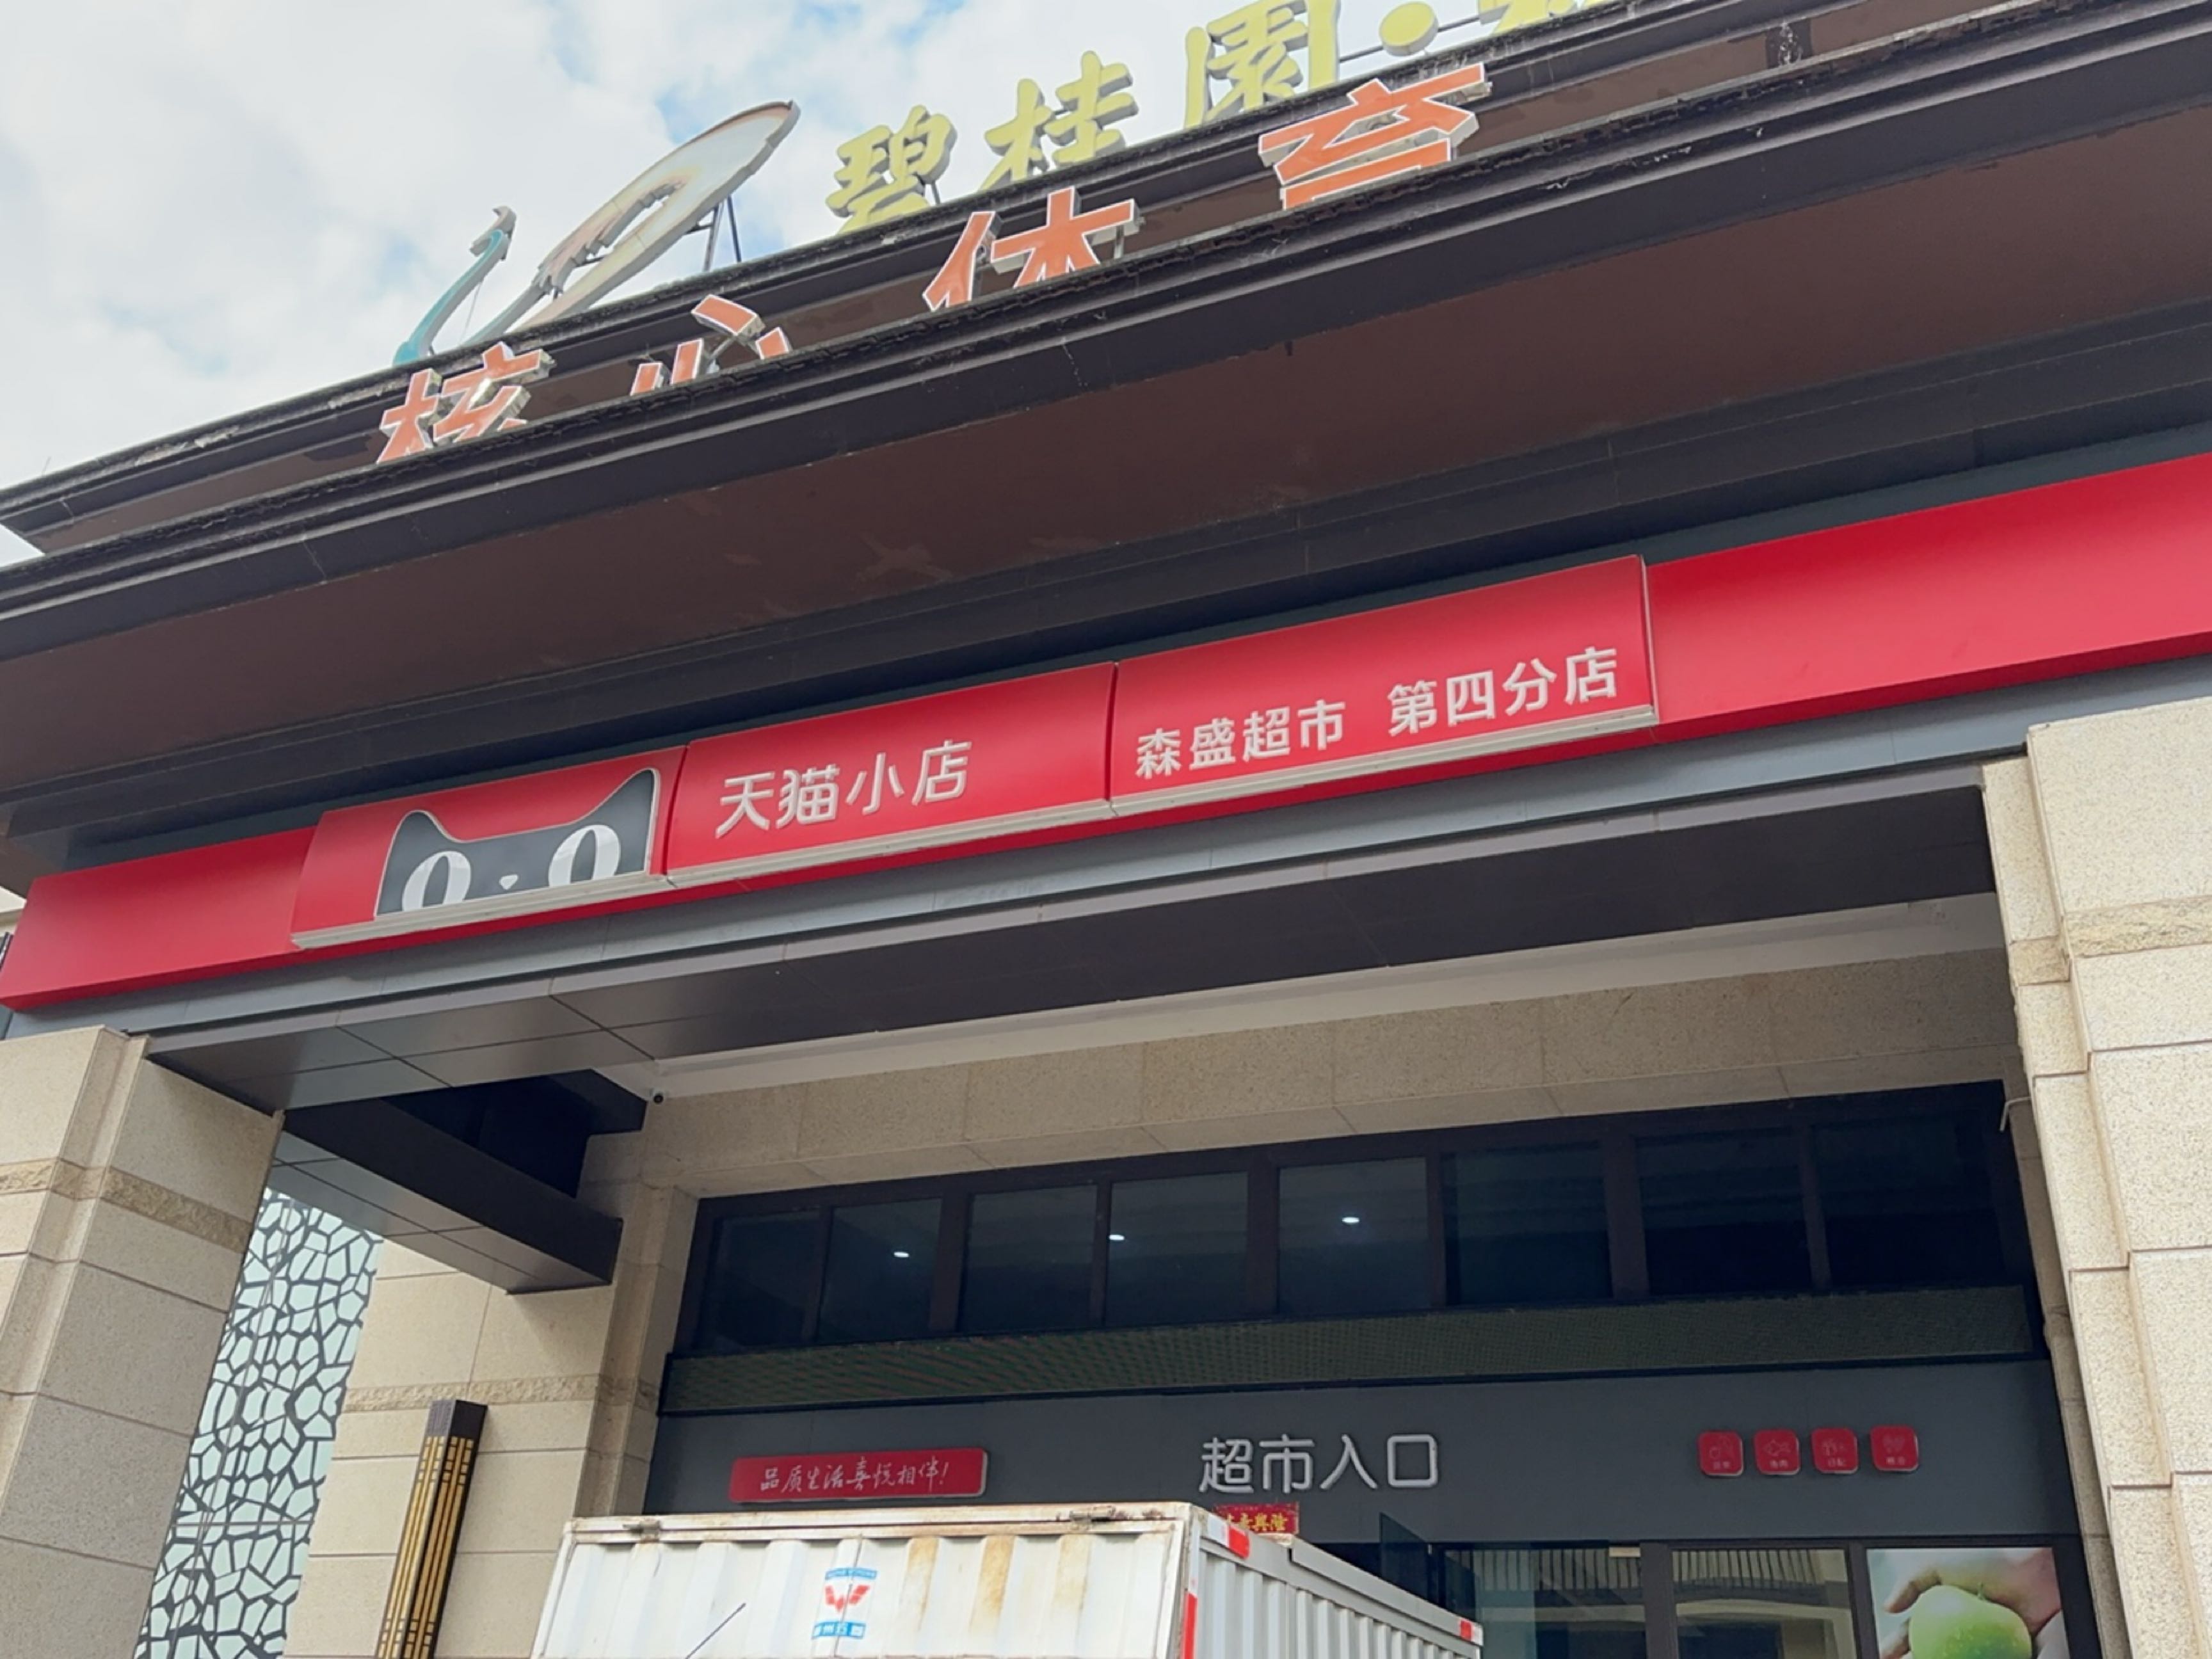 碧桂園·
核心体育
天猫小店
森盛超市 第四分店
超市入口
品质生活喜悦相伴!